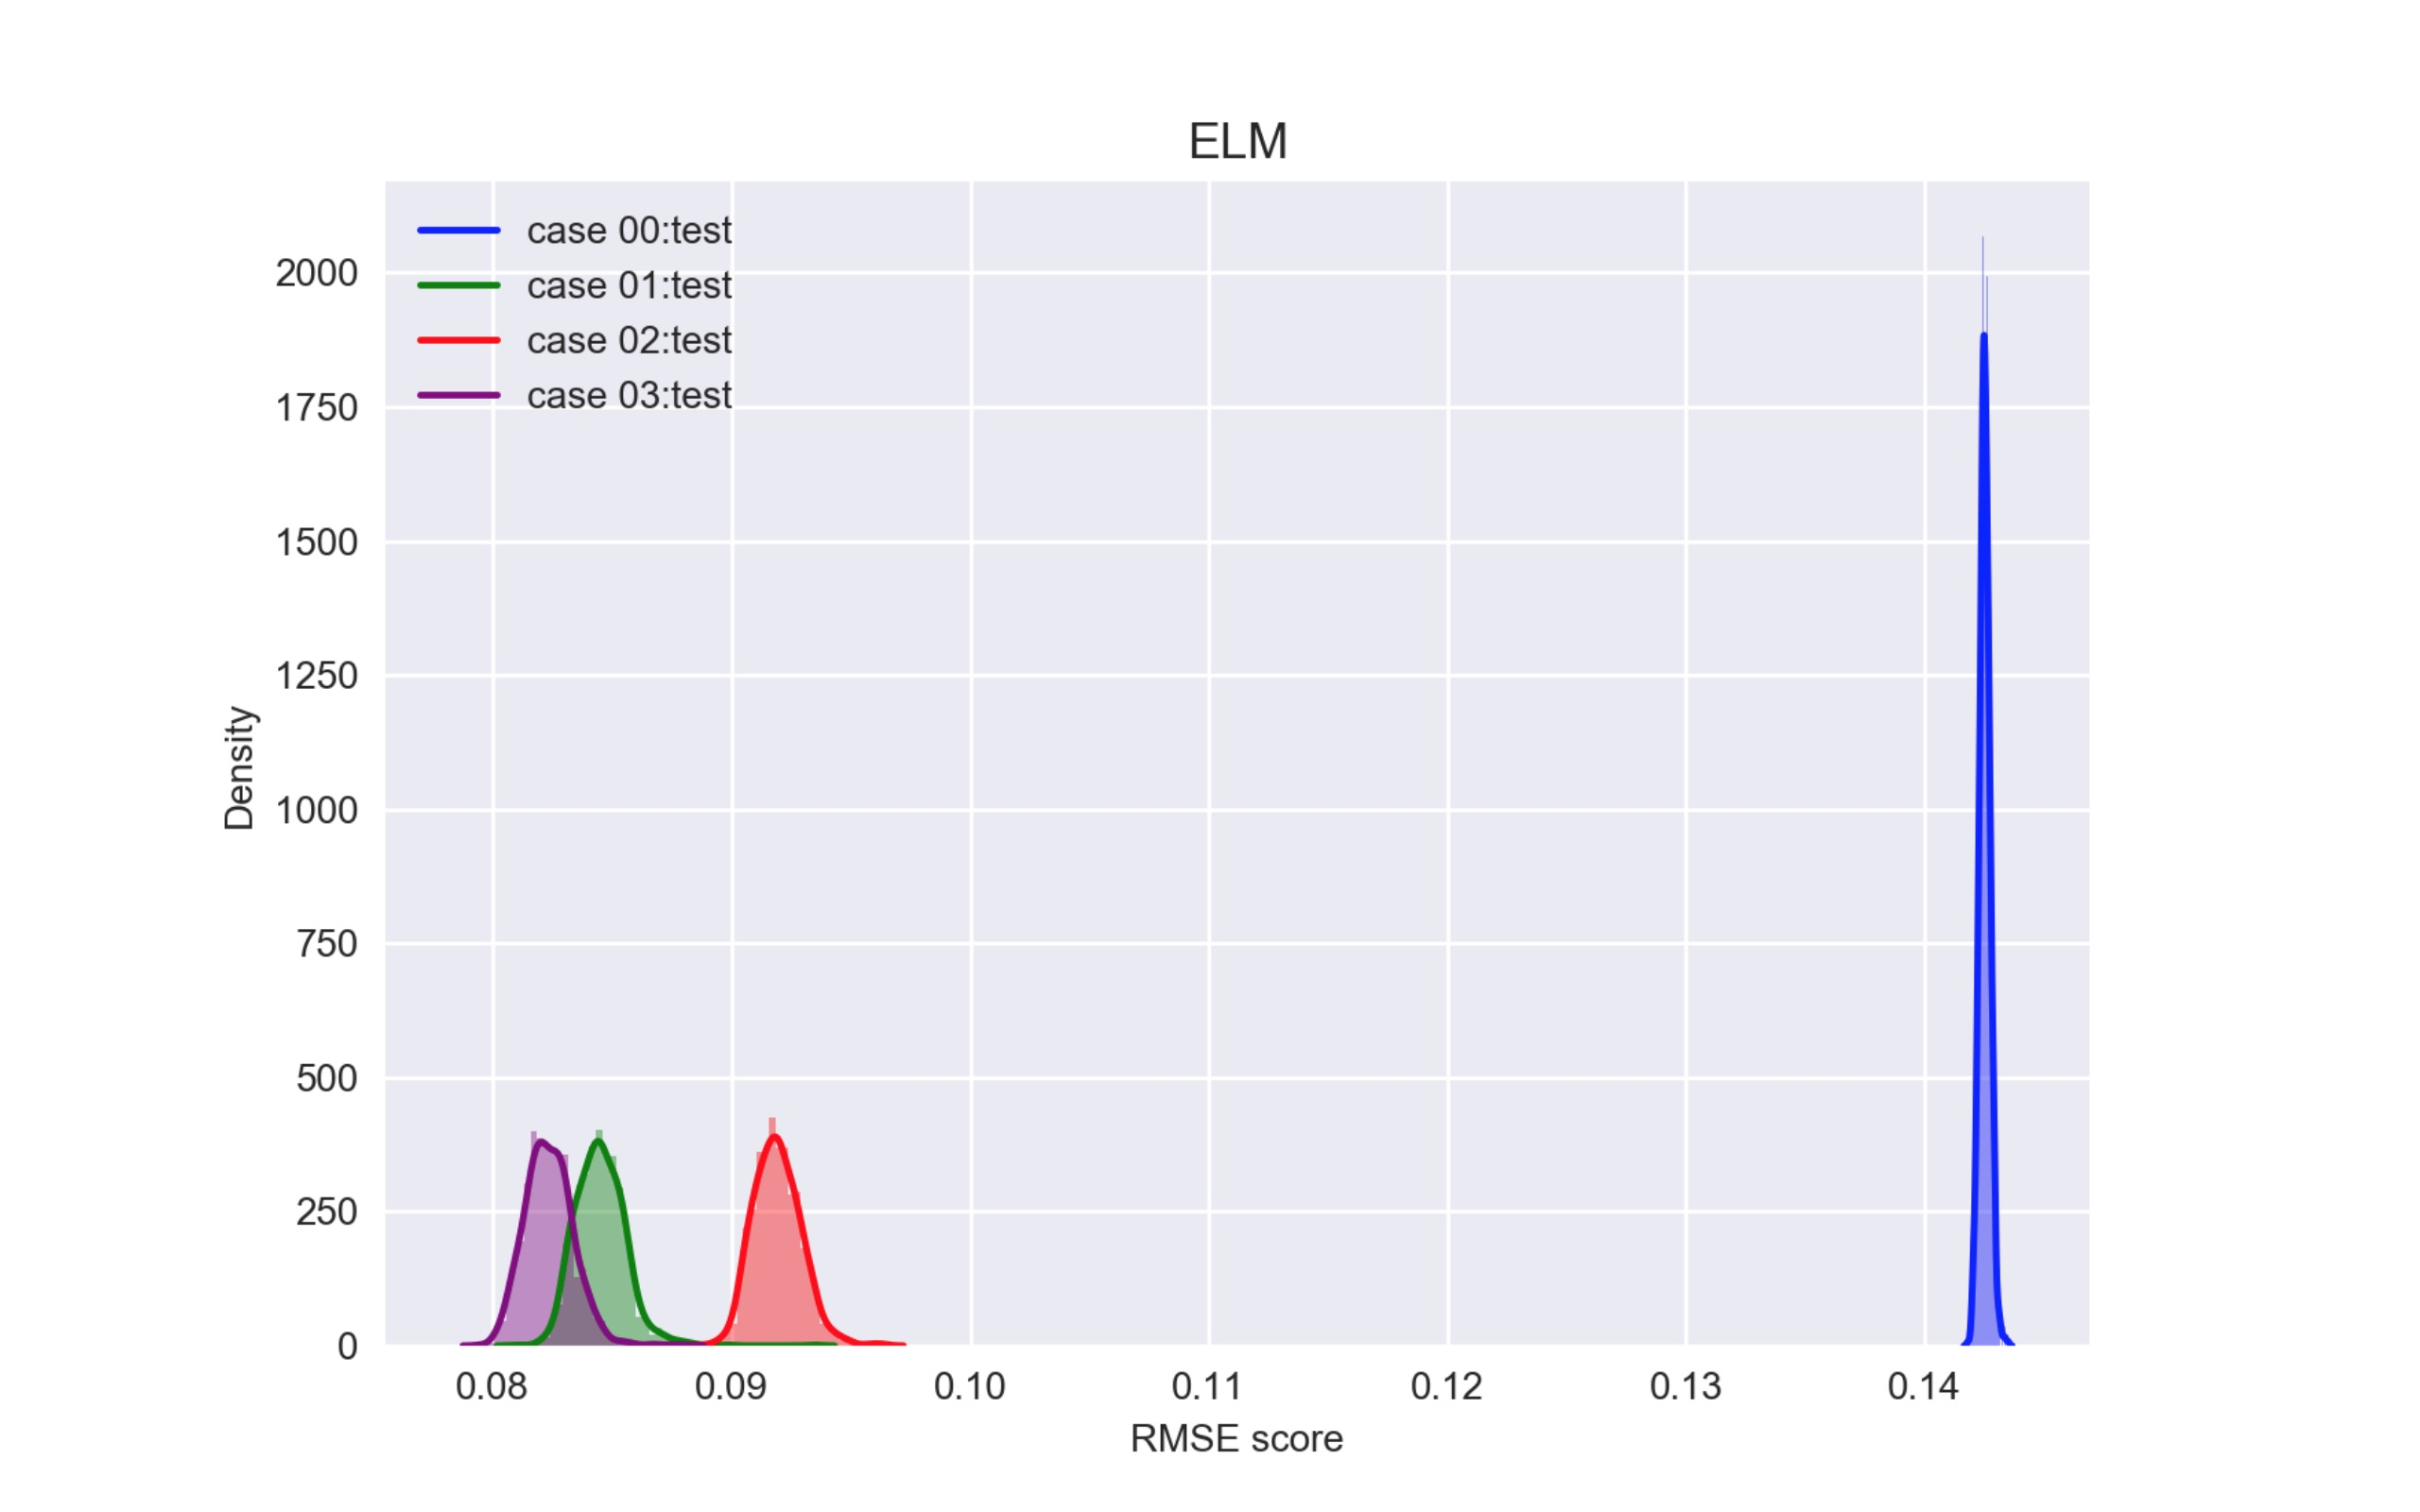 ELM
case 00:test
case 01:test
case 02:test
case 03:test
2000
1750
1500
1250
1000
750
500
250
0
Density
0.08 0.09 0.10 0.11 0.12 0.13 0.14
RMSE score